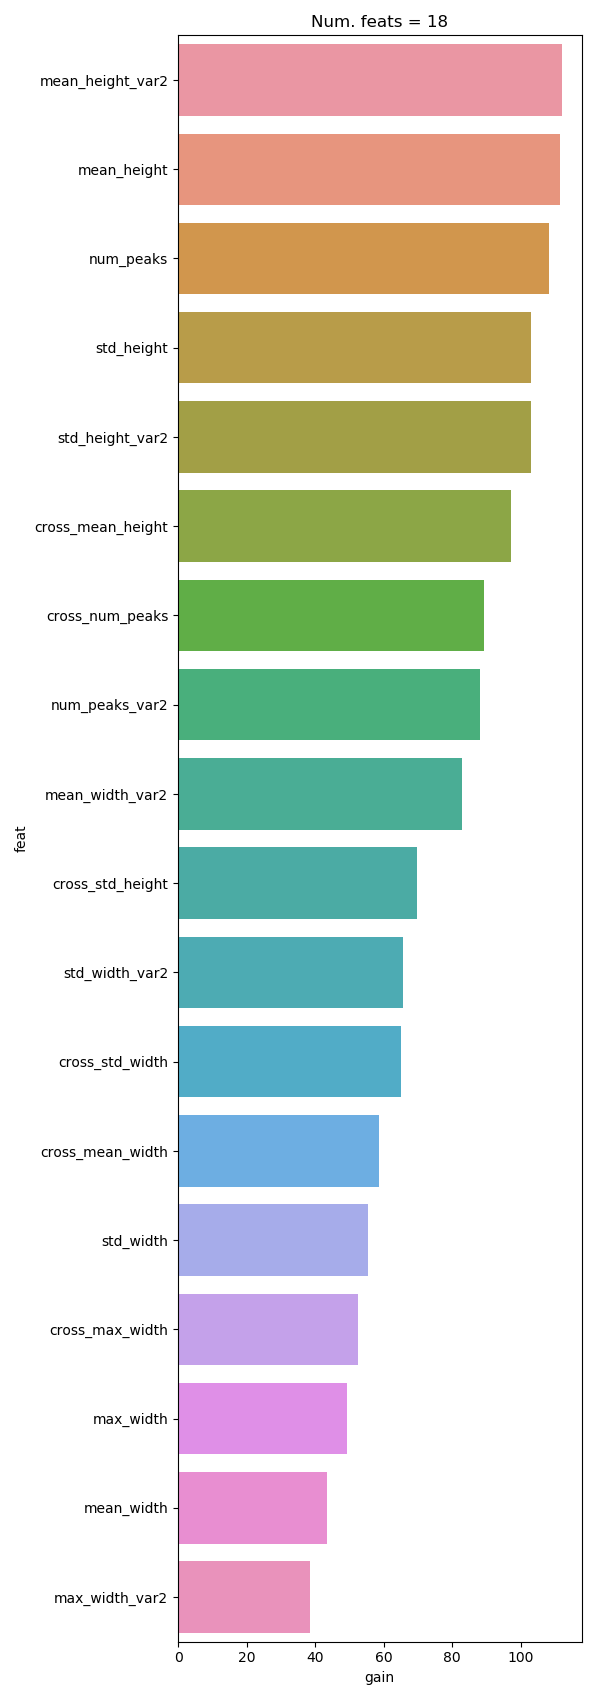 Num. feats = 18
mean_height_var2
mean_height
num_peaks
std_height
std_height_var2
cross_mean_height
cross_num_peaks
num_peaks_var2
mean_width_var2
feat
cross_std_height
std_width_var2
cross_std_width
cross_mean_width
std_width
cross_max_width
max_width
mean_width
max_width_var2
0 20 40 60 80 100
gain